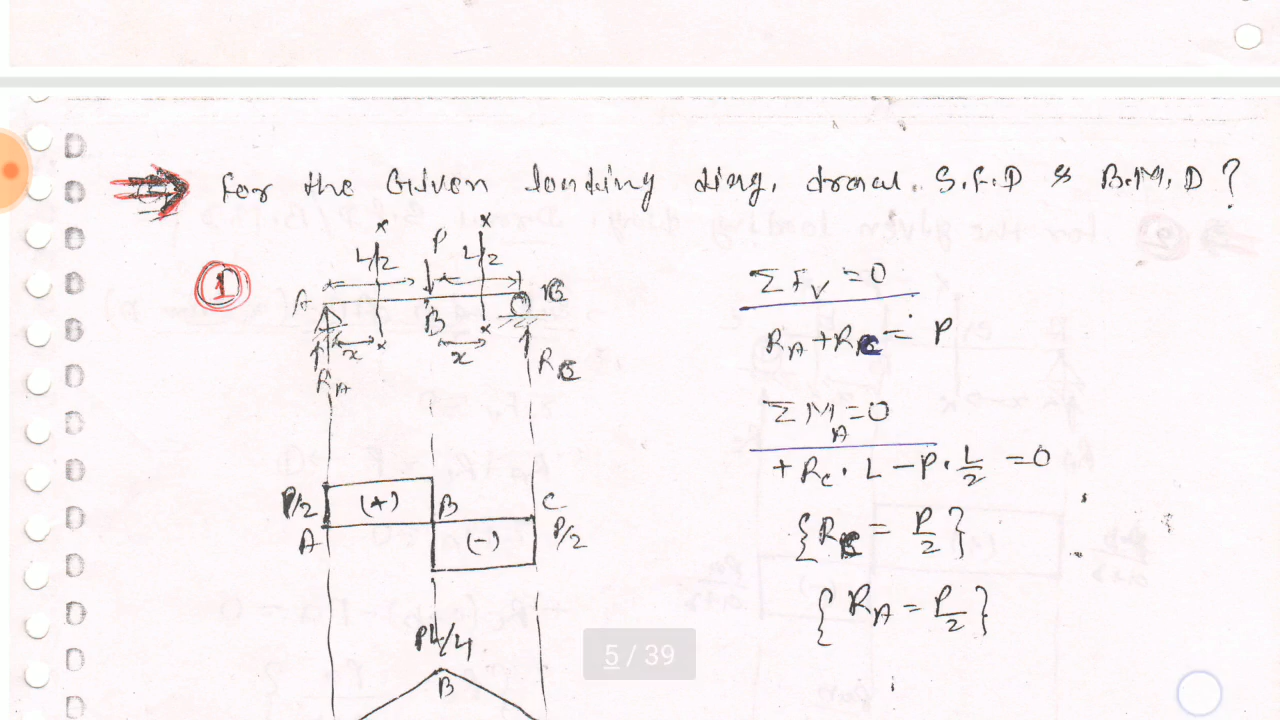 For the Given loading diag. draw S.F.D & B.M.D ?
①
x x
L/2 P L/2
A B C
x x
x x
R_A R_C
ΣF_V = 0
R_A + R_C = P
ΣM_A = 0
+ R_C · L - P · L/2 = 0
{R_C = P/2}
{R_A = P/2}
P/2 (+) B C
A (-) P/2
PL/4
B
5 / 39